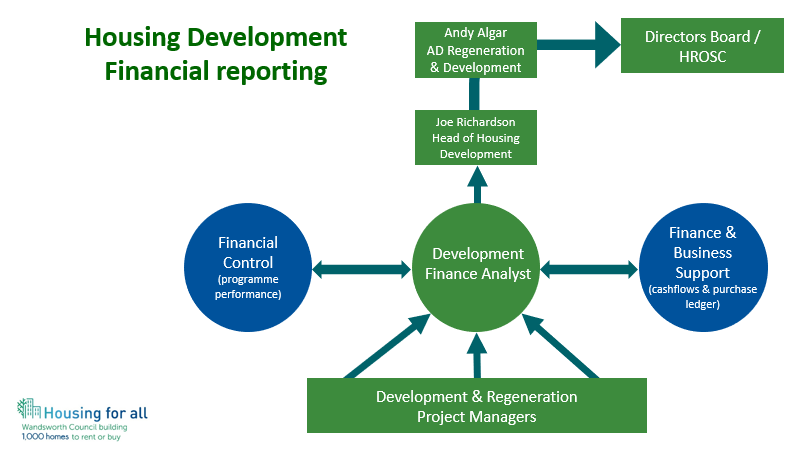 Housing Development
Financial reporting
Andy Algar
AD Regeneration
& Development
Directors Board /
HROSC
Joe Richardson
Head of Housing
Development
Financial
Control
(programme
performance)
Development
Finance Analyst
Finance &
Business
Support
(cashflows & purchase
ledger)
Development & Regeneration
Project Managers
Housing for all
Wandsworth Council building
1,000 homes to rent or buy